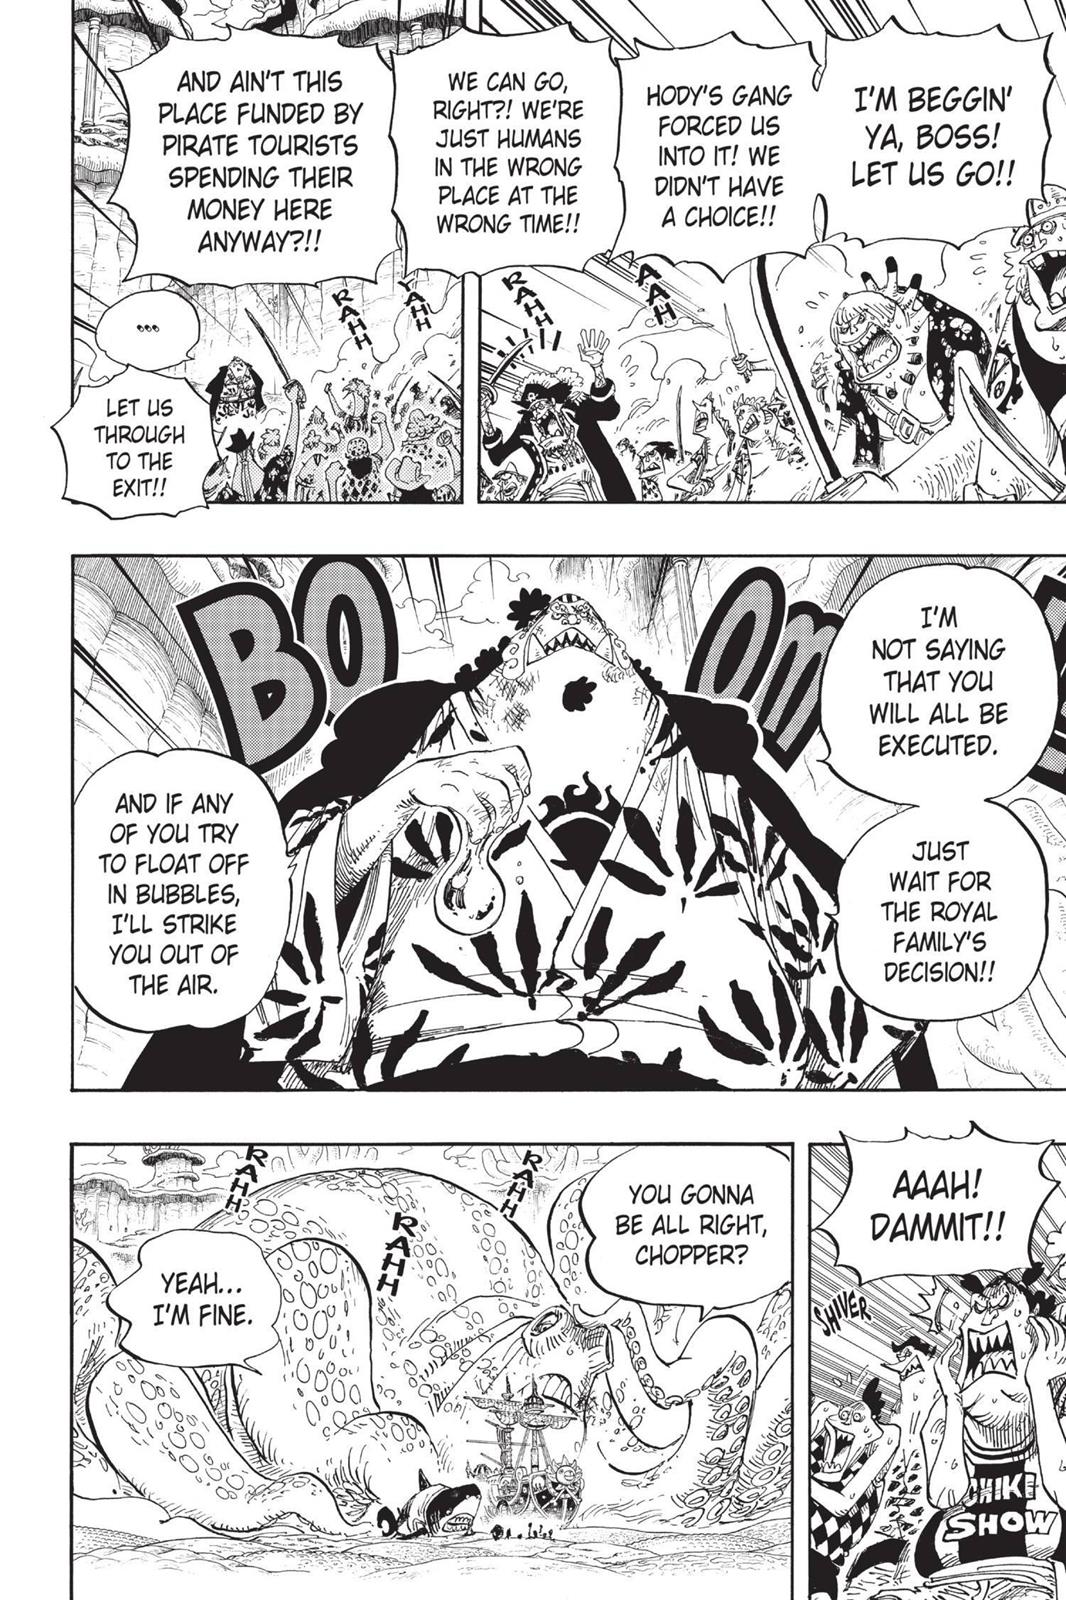 I'M BEGGIN'
YA, BOSS!
LET US GO!!
HODY'S GANG
FORCED US
INTO IT! WE
DIDN'T HAVE
A CHOICE!!
WE CAN GO,
RIGHT?! WE'RE
JUST HUMANS
IN THE WRONG
PLACE AT THE
WRONG TIME!!
AAH
RAHH!!!
AND AIN'T THIS
PLACE FUNDED BY
PIRATE TOURISTS
SPENDING THEIR
MONEY HERE
ANYWAY?!!
YAHH
RAHH
...
LET US
THROUGH
TO THE
EXIT!!
I'M
NOT SAYING
THAT YOU
WILL ALL BE
EXECUTED.
JUST
WAIT FOR
THE ROYAL
FAMILY'S
DECISION!!
BO
OM
AND IF ANY
OF YOU TRY
TO FLOAT OFF
IN BUBBLES,
I'LL STRIKE
YOU OUT OF
THE AIR.
AAAH!
DAMMIT!!
SHIVER
CHIKE
SHOW
YOU GONNA
BE ALL RIGHT,
CHOPPER?
RAHH
RAHH
RAHH
YEAH...
I'M FINE.